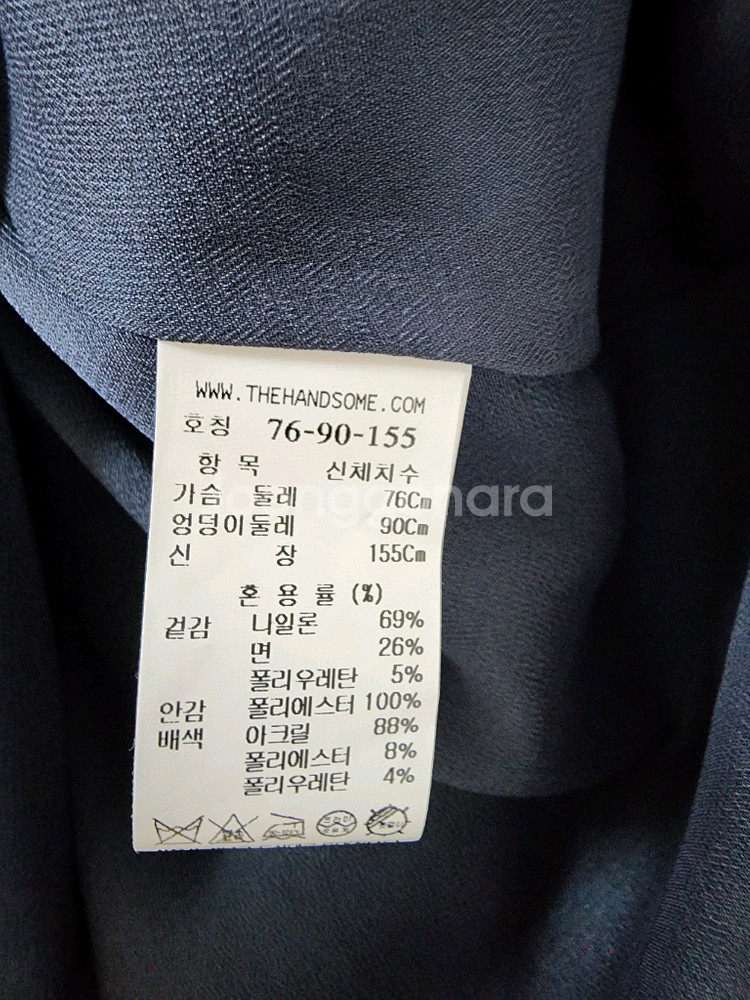 WWW.THEHANDSOME.COM
호칭 76-90-155
항 목 신체치수
가슴 둘레 76Cm
엉덩이둘레 90Cm
신 장 155Cm
혼 용 률 (%)
겉감 나일론 69%
면 26%
폴리우레탄 5%
안감 폴리에스터 100%
배색 아크릴 88%
폴리에스터 8%
폴리우레탄 4%